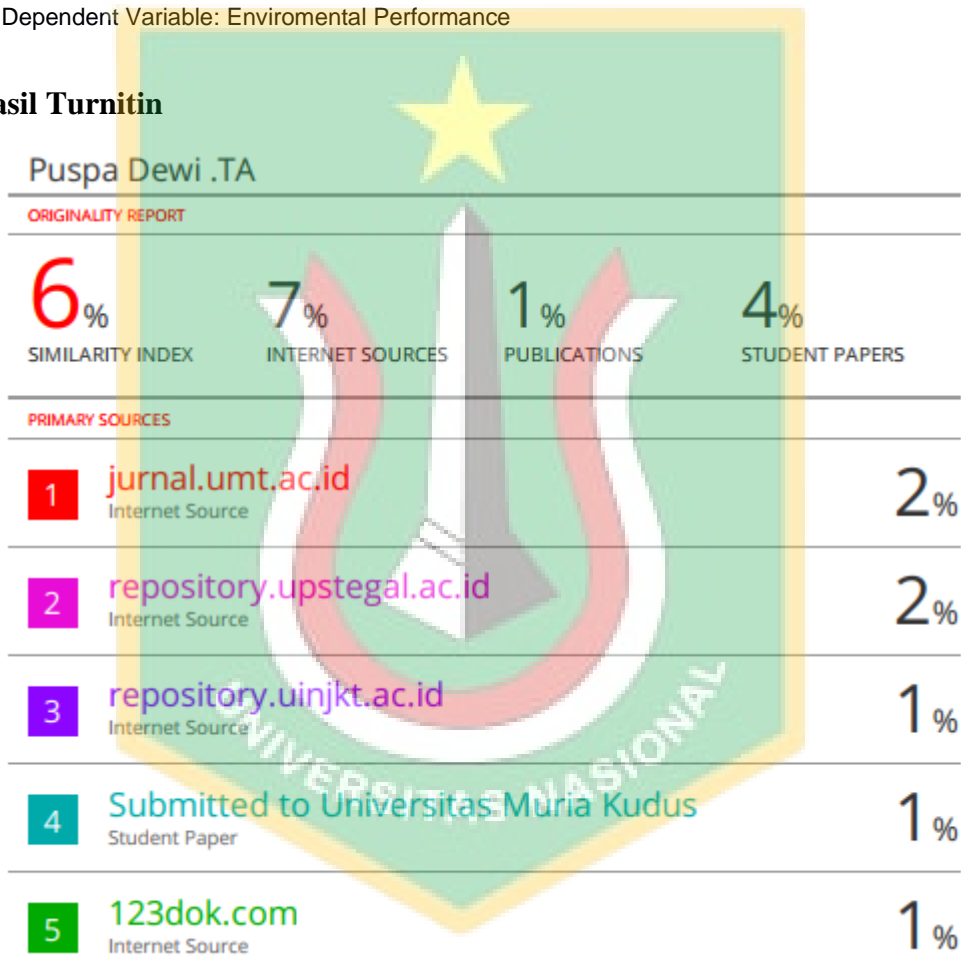 Dependent Variable: Enviromental Performance
asil Turnitin
Puspa Dewi .TA
ORIGINALITY REPORT
6% 7% 1% 4%
SIMILARITY INDEX INTERNET SOURCES PUBLICATIONS STUDENT PAPERS
PRIMARY SOURCES
1 jurnal.umt.ac.id 2%
Internet Source
2 repository.upstegal.ac.id 2%
Internet Source
3 repository.uinjkt.ac.id 1%
Internet Source
4 Submitted to Universitas Muria Kudus 1%
Student Paper
5 123dok.com 1%
Internet Source
UNIVERSITAS NASIONAL